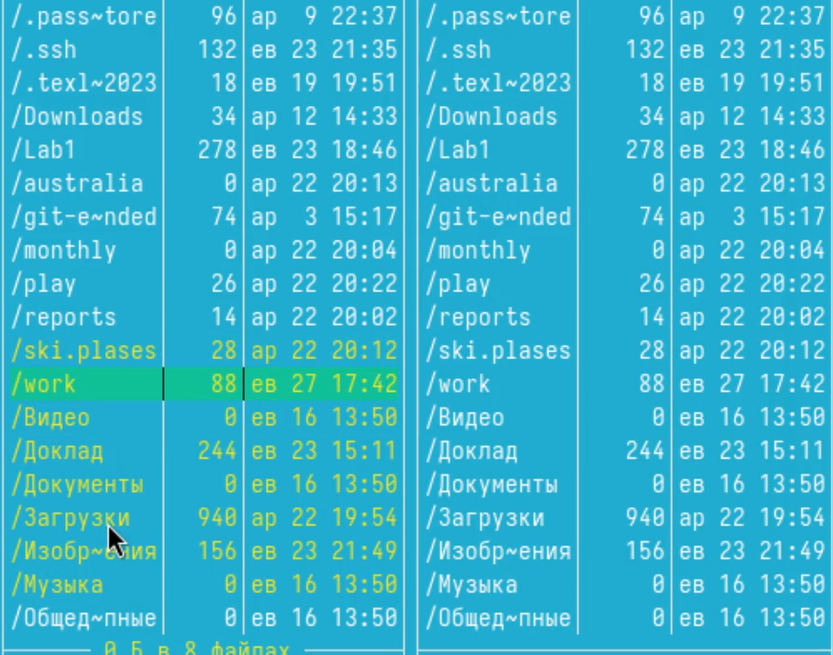 /.pass~tore 96 ар 9 22:37 /.pass~tore 96 ар 9 22:37
/.ssh 132 ев 23 21:35 /.ssh 132 ев 23 21:35
/.texl~2023 18 ев 19 19:51 /.texl~2023 18 ев 19 19:51
/Downloads 34 ар 12 14:33 /Downloads 34 ар 12 14:33
/Lab1 278 ев 23 18:46 /Lab1 278 ев 23 18:46
/australia 0 ар 22 20:13 /australia 0 ар 22 20:13
/git-e~nded 74 ар 3 15:17 /git-e~nded 74 ар 3 15:17
/monthly 0 ар 22 20:04 /monthly 0 ар 22 20:04
/play 26 ар 22 20:22 /play 26 ар 22 20:22
/reports 14 ар 22 20:02 /reports 14 ар 22 20:02
/ski.plases 28 ар 22 20:12 /ski.plases 28 ар 22 20:12
/work 88 ев 27 17:42 /work 88 ев 27 17:42
/Видео 0 ев 16 13:50 /Видео 0 ев 16 13:50
/Доклад 244 ев 23 15:11 /Доклад 244 ев 23 15:11
/Документы 0 ев 16 13:50 /Документы 0 ев 16 13:50
/Загрузки 940 ар 22 19:54 /Загрузки 940 ар 22 19:54
/Изобр~ения 156 ев 23 21:49 /Изобр~ения 156 ев 23 21:49
/Музыка 0 ев 16 13:50 /Музыка 0 ев 16 13:50
/Общед~пные 0 ев 16 13:50 /Общед~пные 0 ев 16 13:50
0 Б в 8 файлах